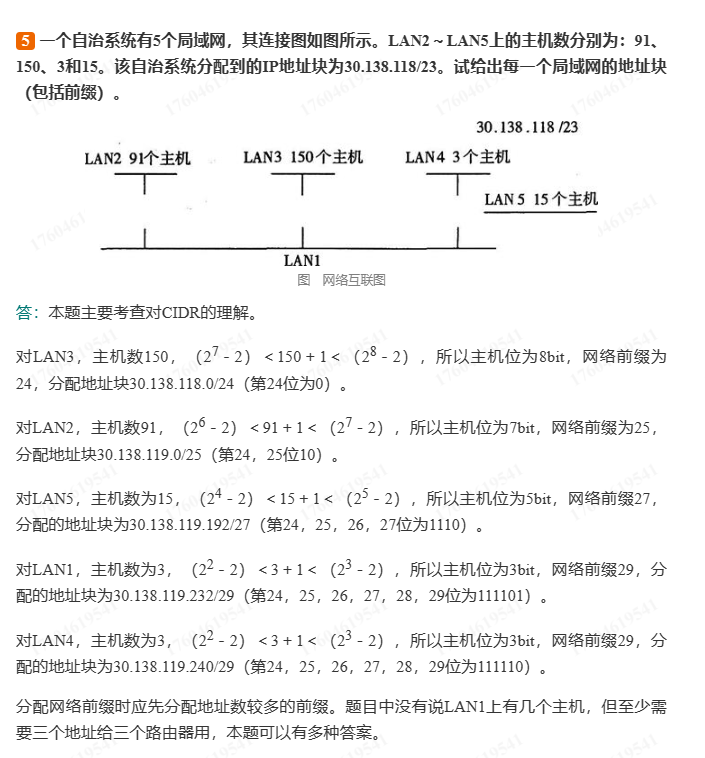 5 一个自治系统有5个局域网，其连接图如图所示。LAN2～LAN5上的主机数分别为：91、
150、3和15。该自治系统分配到的IP地址块为30.138.118/23。试给出每一个局域网的地址块
（包括前缀）。
30.138.118 /23
LAN2 91个主机 LAN3 150个主机 LAN4 3个主机
LAN 5 15个主机
LAN1
图 网络互联图
答：本题主要考查对CIDR的理解。
对LAN3，主机数150，（2⁷ - 2）＜150 + 1＜（2⁸ - 2），所以主机位为8bit，网络前缀为
24，分配地址块30.138.118.0/24（第24位为0）。
对LAN2，主机数91，（2⁶ - 2）＜91 + 1＜（2⁷ - 2），所以主机位为7bit，网络前缀为25，
分配地址块30.138.119.0/25（第24，25位10）。
对LAN5，主机数为15，（2⁴ - 2）＜15 + 1＜（2⁵ - 2），所以主机位为5bit，网络前缀27，
分配的地址块为30.138.119.192/27（第24，25，26，27位为1110）。
对LAN1，主机数为3，（2² - 2）＜3 + 1＜（2³ - 2），所以主机位为3bit，网络前缀29，分
配的地址块为30.138.119.232/29（第24，25，26，27，28，29位为111101）。
对LAN4，主机数为3，（2² - 2）＜3 + 1＜（2³ - 2），所以主机位为3bit，网络前缀29，分
配的地址块为30.138.119.240/29（第24，25，26，27，28，29位为111110）。
分配网络前缀时应先分配地址数较多的前缀。题目中没有说LAN1上有几个主机，但至少需
要三个地址给三个路由器用，本题可以有多种答案。